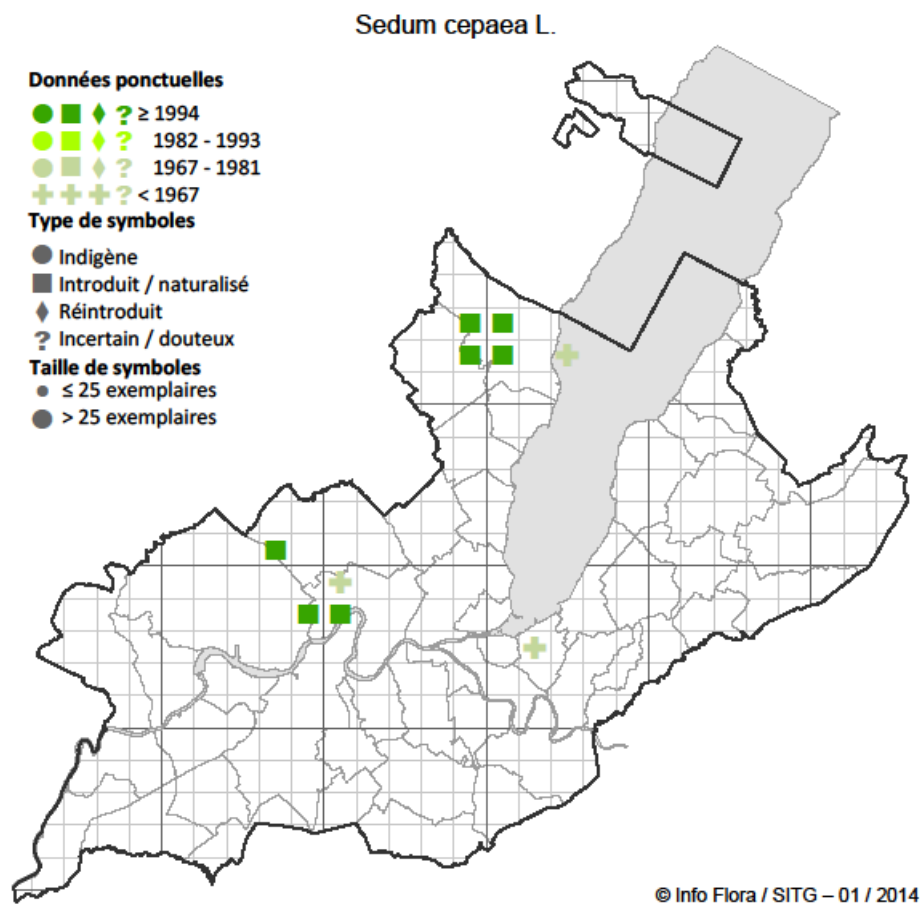 Sedum cepaea L.
Données ponctuelles
? ≥ 1994
? 1982 - 1993
? 1967 - 1981
? < 1967
Type de symboles
Indigène
Introduit / naturalisé
Réintroduit
? Incertain / douteux
Taille de symboles
≤ 25 exemplaires
> 25 exemplaires
© Info Flora / SITG – 01 / 2014